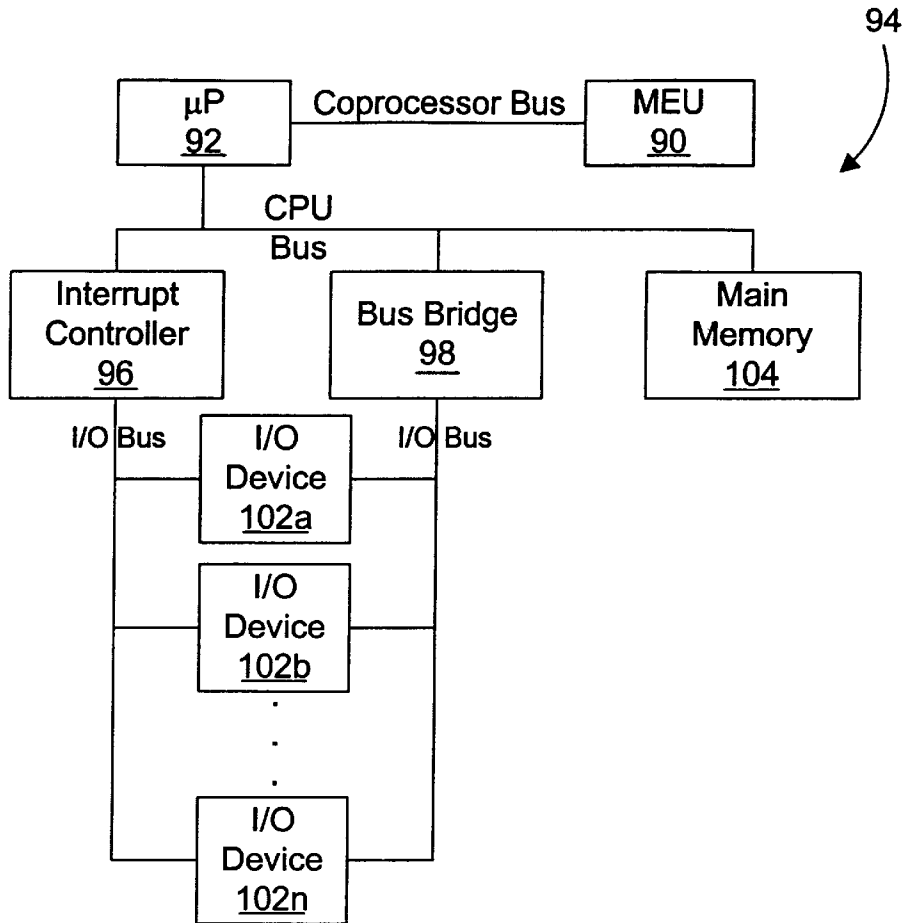 94
µP
92
Coprocessor Bus
MEU
90
CPU
Bus
Interrupt
Controller
96
Bus Bridge
98
Main
Memory
104
I/O Bus
I/O
Device
102a
I/O Bus
I/O
Device
102b
.
.
.
I/O
Device
102n